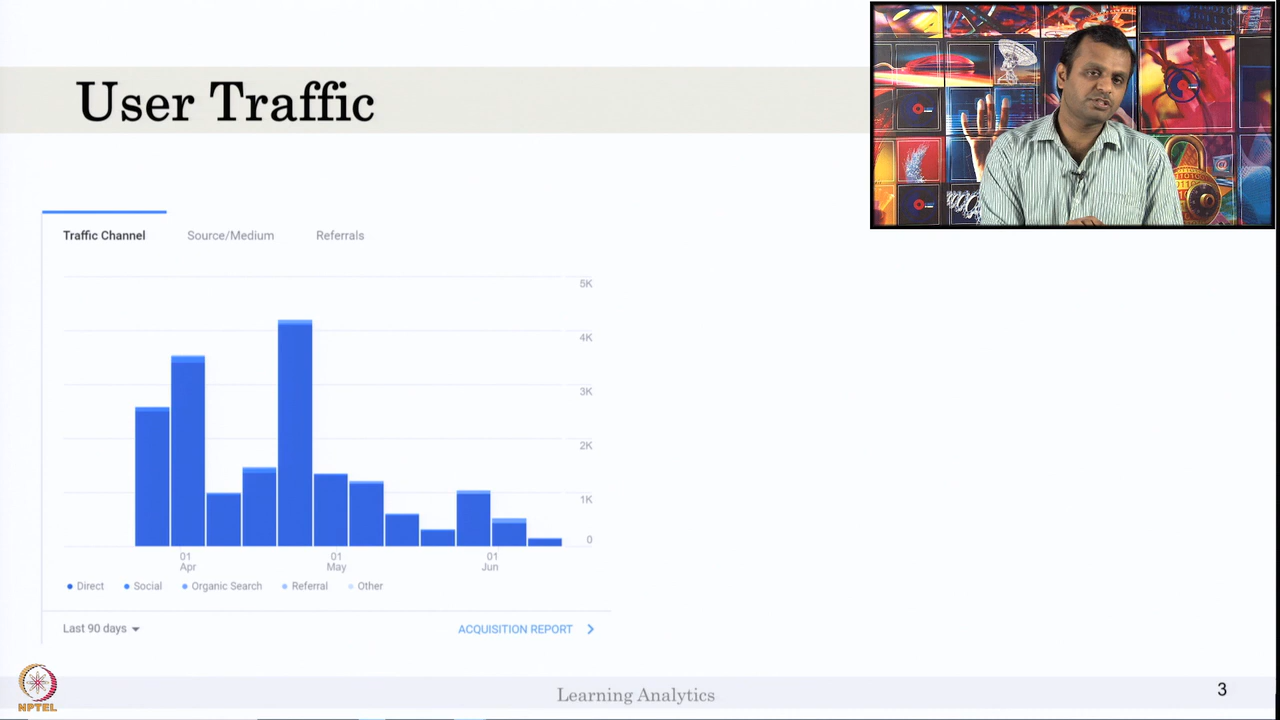 User Traffic
Traffic Channel Source/Medium Referrals
5K
4K
3K
2K
1K
0
01 01 01
Apr May Jun
Direct Social Organic Search Referral Other
Last 90 days ACQUISITION REPORT
NPTEL Learning Analytics 3